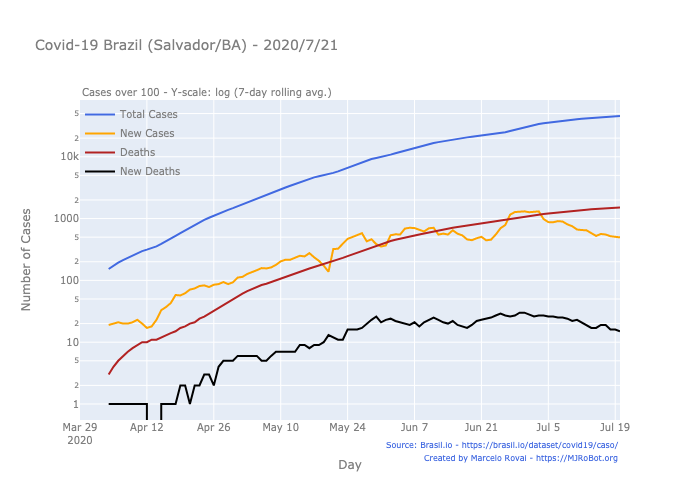 Covid-19 Brazil (Salvador/BA) - 2020/7/21
Cases over 100 - Y-scale: log (7-day rolling avg.)
Total Cases
New Cases
Deaths
New Deaths
5
2
10k
5
2
1000
5
2
100
5
2
10
5
2
1
Number of Cases
Mar 29
2020
Apr 12
Apr 26
May 10
May 24
Jun 7
Jun 21
Jul 5
Jul 19
Day
Source: Brasil.io - https://brasil.io/dataset/covid19/caso/
Created by Marcelo Rovai - https://MJRoBot.org